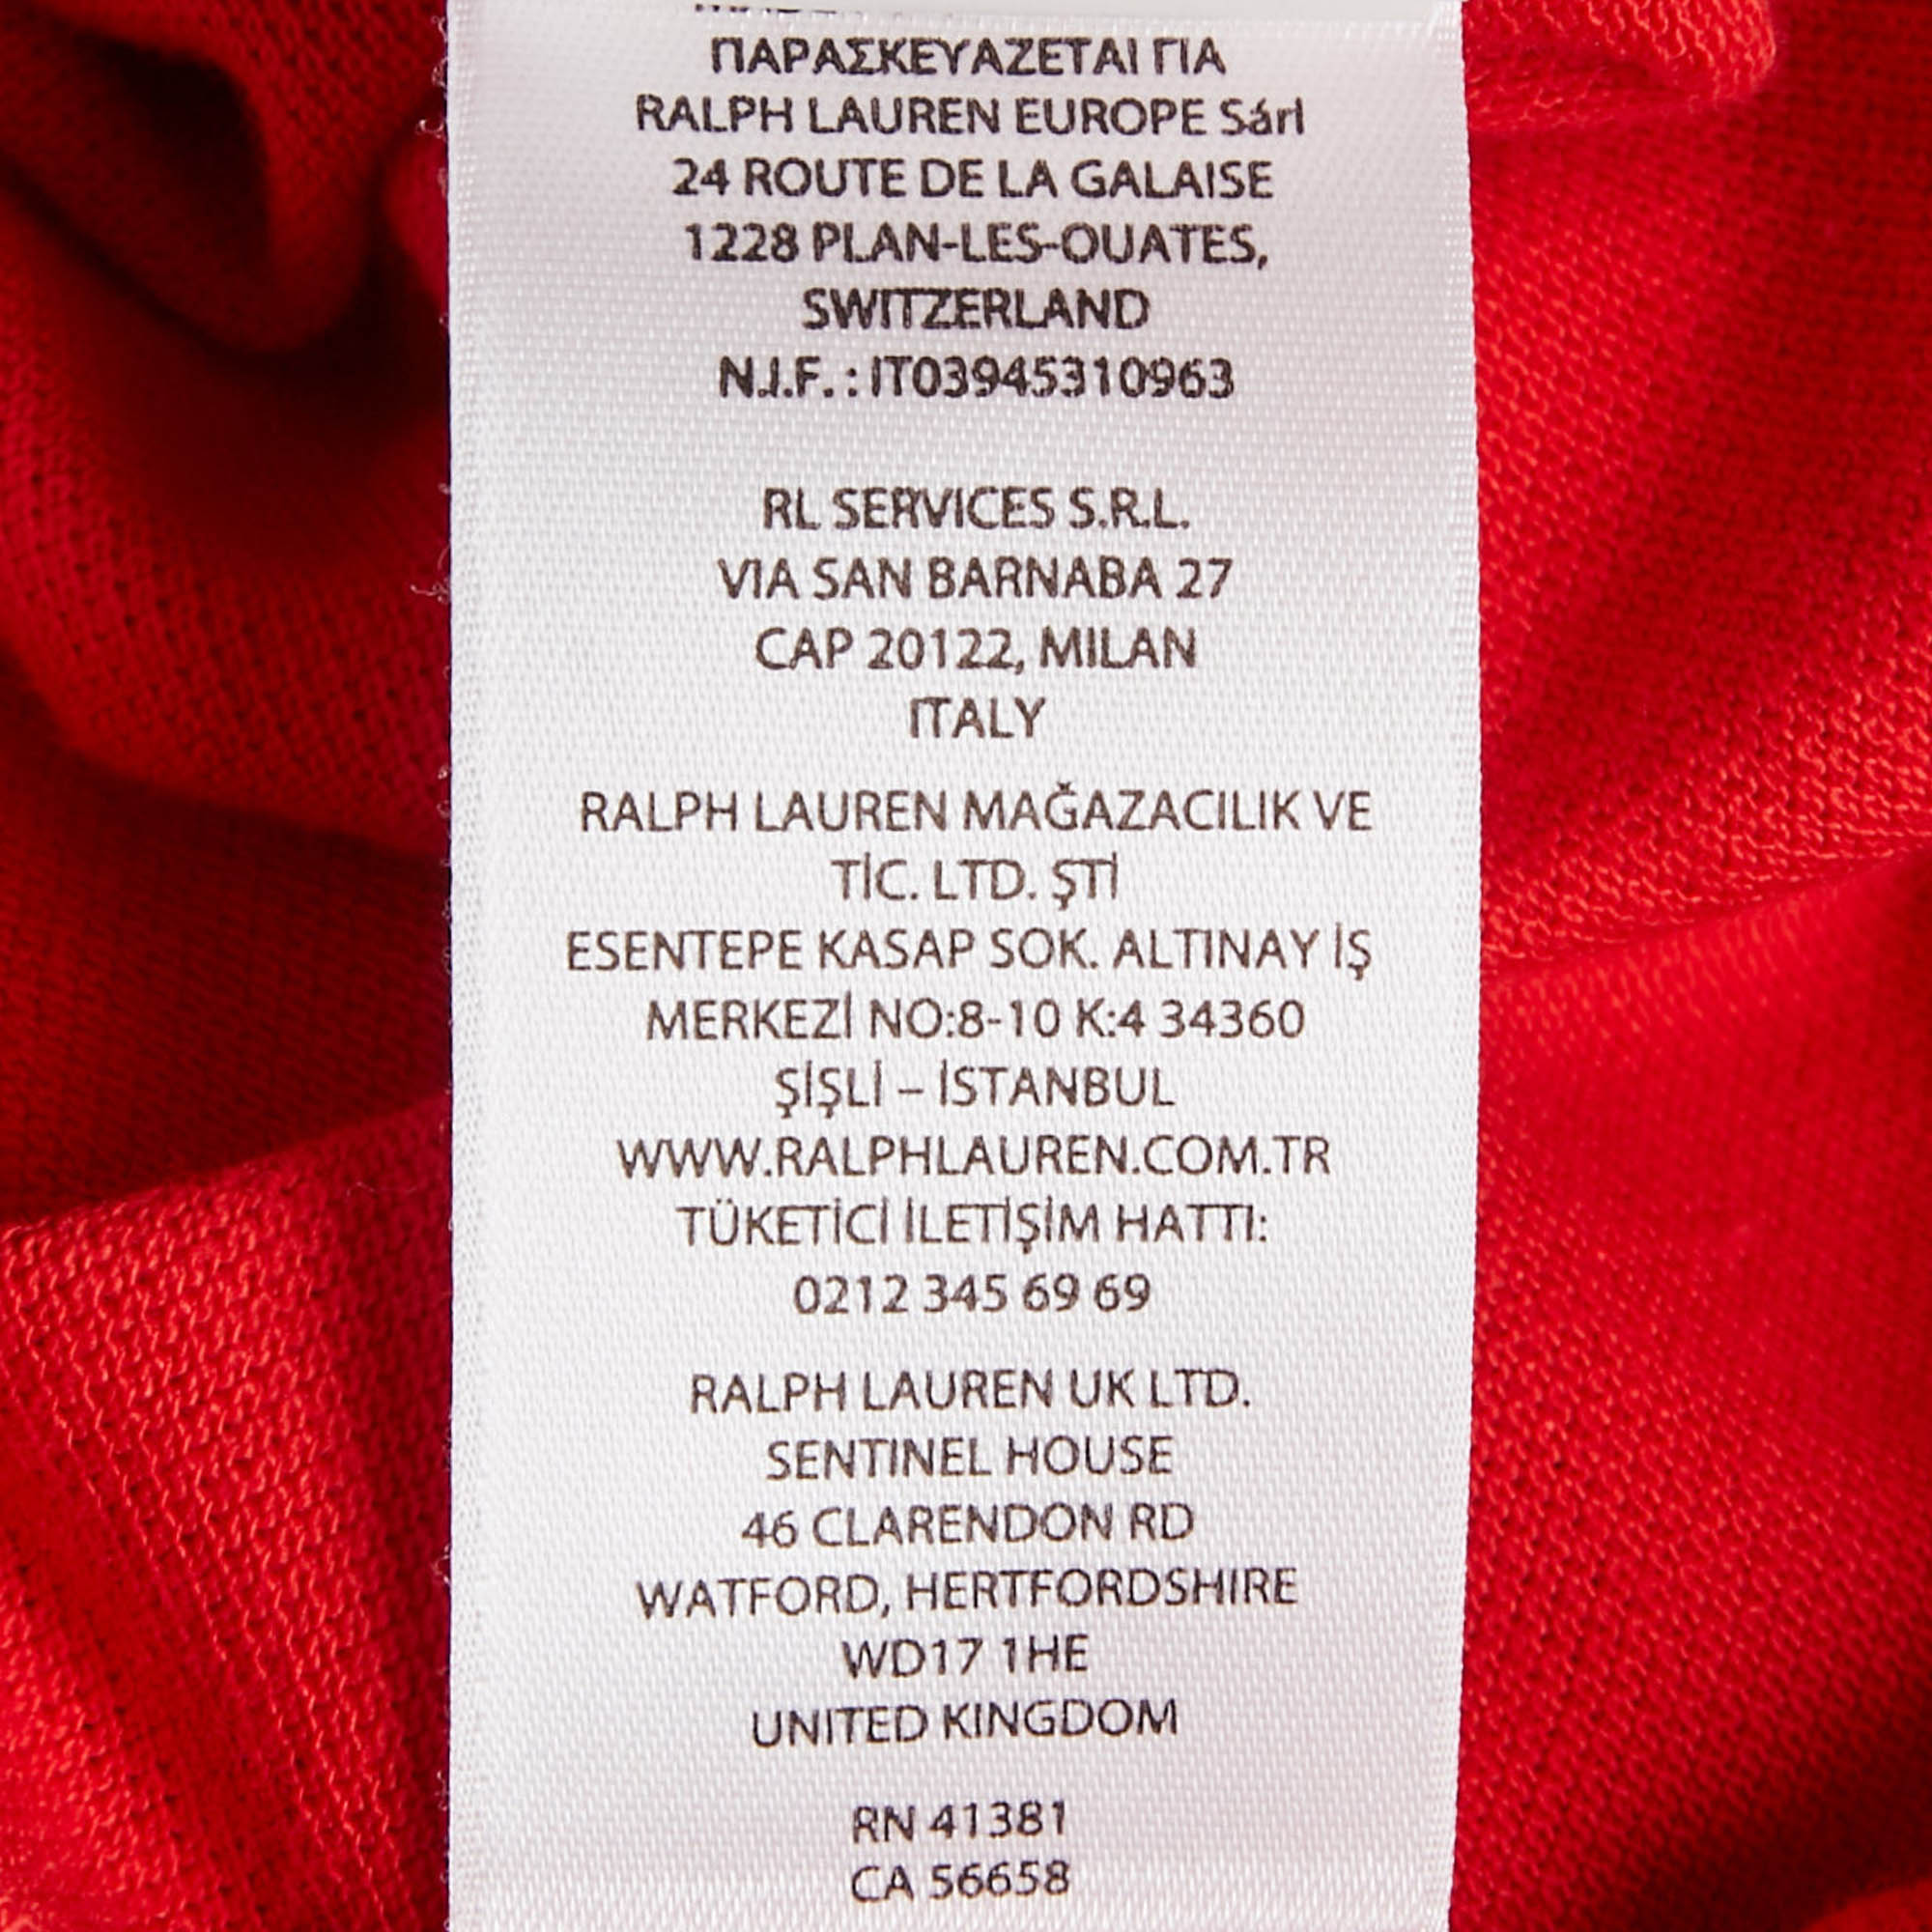 ΠΑΡΑΣΚΕΥΑΖΕΤΑΙ ΓΙΑ
RALPH LAUREN EUROPE Sárl
24 ROUTE DE LA GALAISE
1228 PLAN-LES-OUATES,
SWITZERLAND
N.I.F. : IT03945310963
RL SERVICES S.R.L.
VIA SAN BARNABA 27
CAP 20122, MILAN
ITALY
RALPH LAUREN MAĞAZACILIK VE
TİC. LTD. ŞTİ
ESENTEPE KASAP SOK. ALTINAY İŞ
MERKEZİ NO:8-10 K:4 34360
ŞİŞLİ – İSTANBUL
WWW.RALPHLAUREN.COM.TR
TÜKETİCİ İLETİŞİM HATTI:
0212 345 69 69
RALPH LAUREN UK LTD.
SENTINEL HOUSE
46 CLARENDON RD
WATFORD, HERTFORDSHIRE
WD17 1HE
UNITED KINGDOM
RN 41381
CA 56658